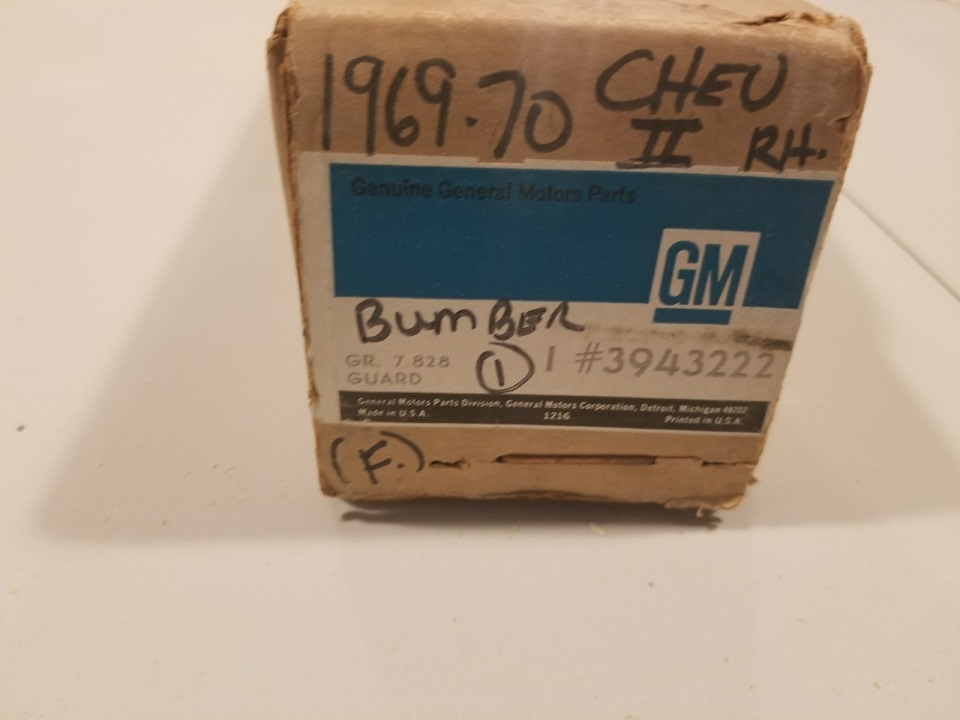 1969-70 CHEV
II RH.
Genuine General Motors Parts
GM
BumBER
GR. 7.828
GUARD
1 1 #3943222
General Motors Parts Division, General Motors Corporation, Detroit, Michigan 48202
Made in U.S.A. 1216 Printed in U.S.A.
(F.)